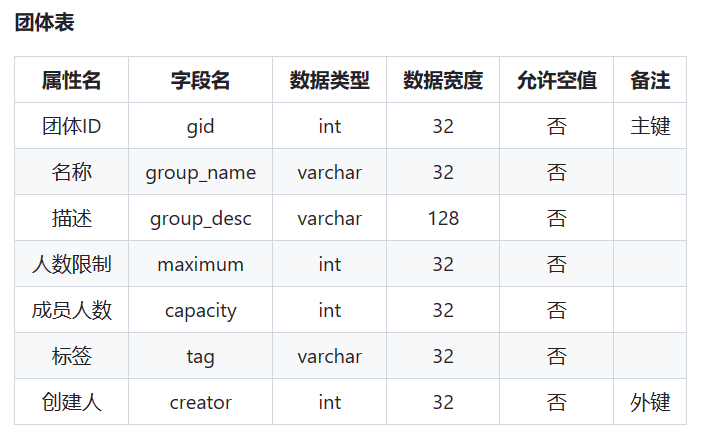 团体表
属性名 字段名 数据类型 数据宽度 允许空值 备注
团体ID gid int 32 否 主键
名称 group_name varchar 32 否
描述 group_desc varchar 128 否
人数限制 maximum int 32 否
成员人数 capacity int 32 否
标签 tag varchar 32 否
创建人 creator int 32 否 外键